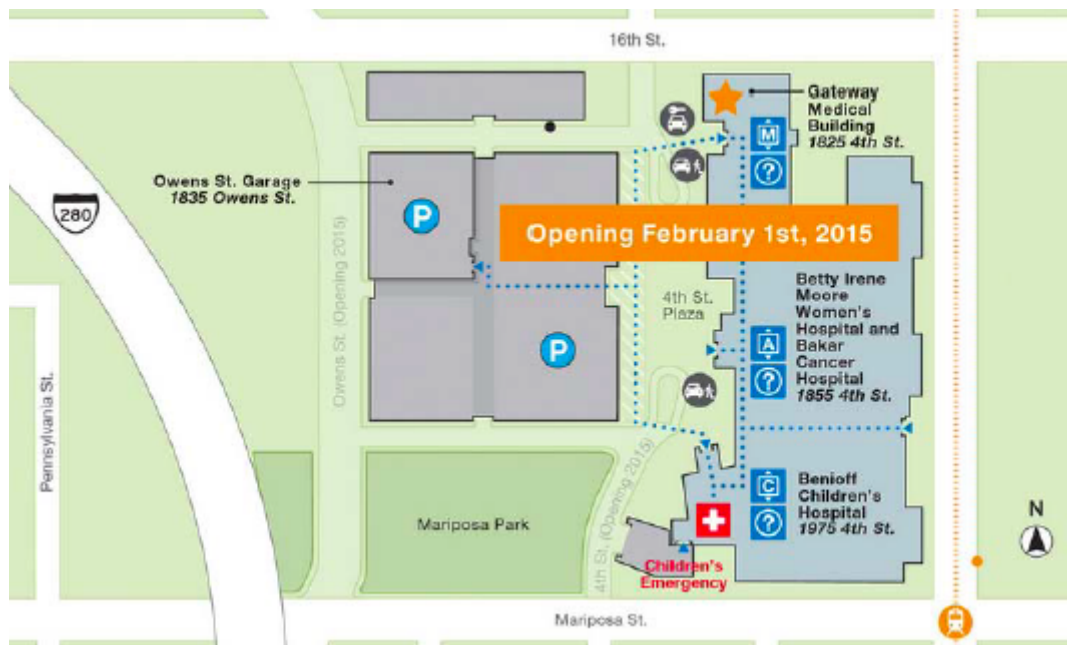 16th St.
Gateway
Medical
Building
1825 4th St.
M
?
Owens St. Garage
1835 Owens St.
280
P
Opening February 1st, 2015
Owens St. (Opening 2015)
4th St.
Plaza
P
Betty Irene
Moore
Women's
Hospital and
Bakar
Cancer
Hospital
1855 4th St.
A
?
Pennsylvania St.
4th St. (Opening 2015)
Mariposa Park
C
?
Benioff
Children's
Hospital
1975 4th St.
N
Children's
Emergency
Mariposa St.